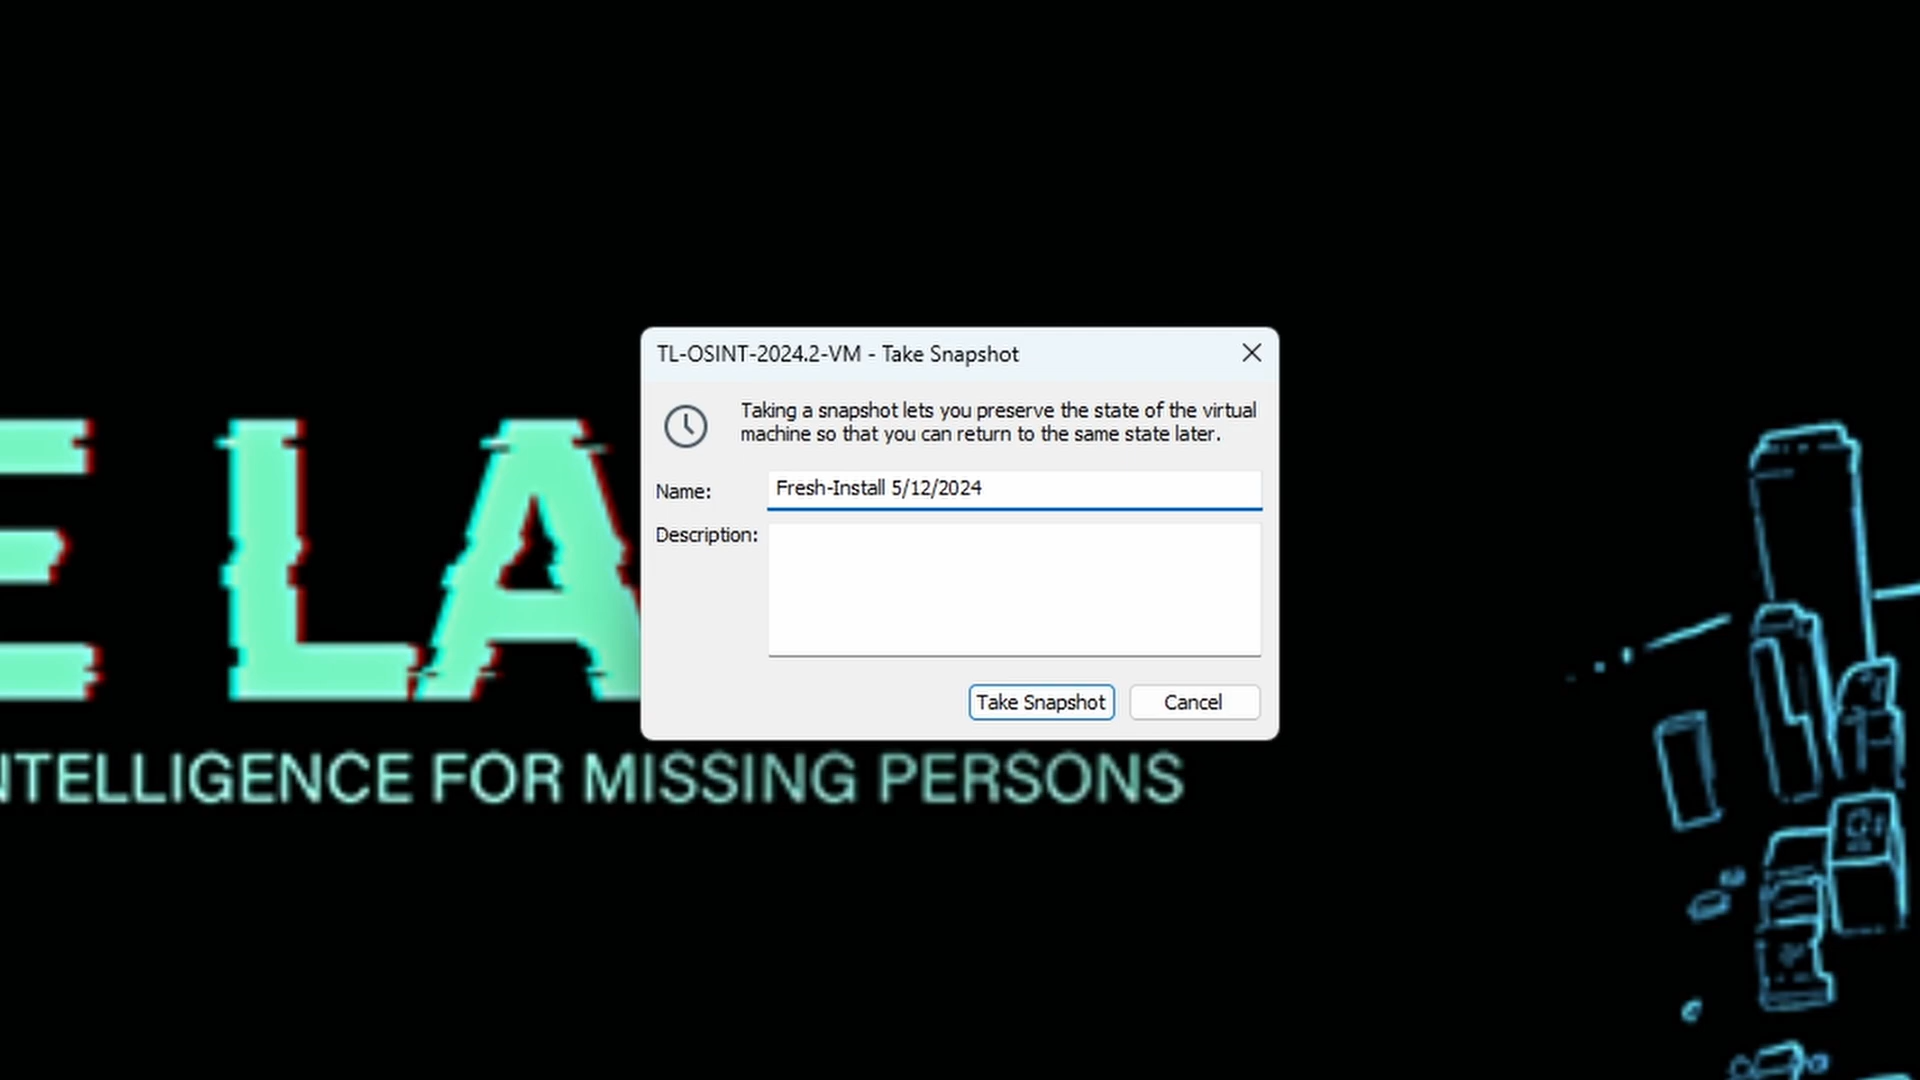 TL-OSINT-2024.2-VM - Take Snapshot
Taking a snapshot lets you preserve the state of the virtual
machine so that you can return to the same state later.
Name:
Fresh-Install 5/12/2024
Description:
Take Snapshot
Cancel
E LA
NTELLIGENCE FOR MISSING PERSONS